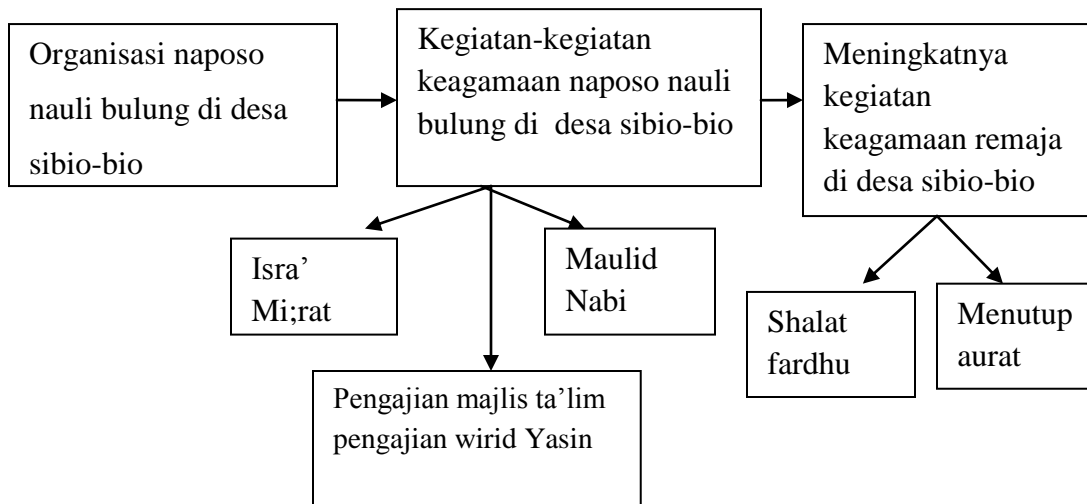 Organisasi naposo
nauli bulung di desa
sibio-bio
Kegiatan-kegiatan
keagamaan naposo nauli
bulung di desa sibio-bio
Meningkatnya
kegiatan
keagamaan remaja
di desa sibio-bio
Isra’
Mi;rat
Maulid
Nabi
Shalat
fardhu
Menutup
aurat
Pengajian majlis ta’lim
pengajian wirid Yasin